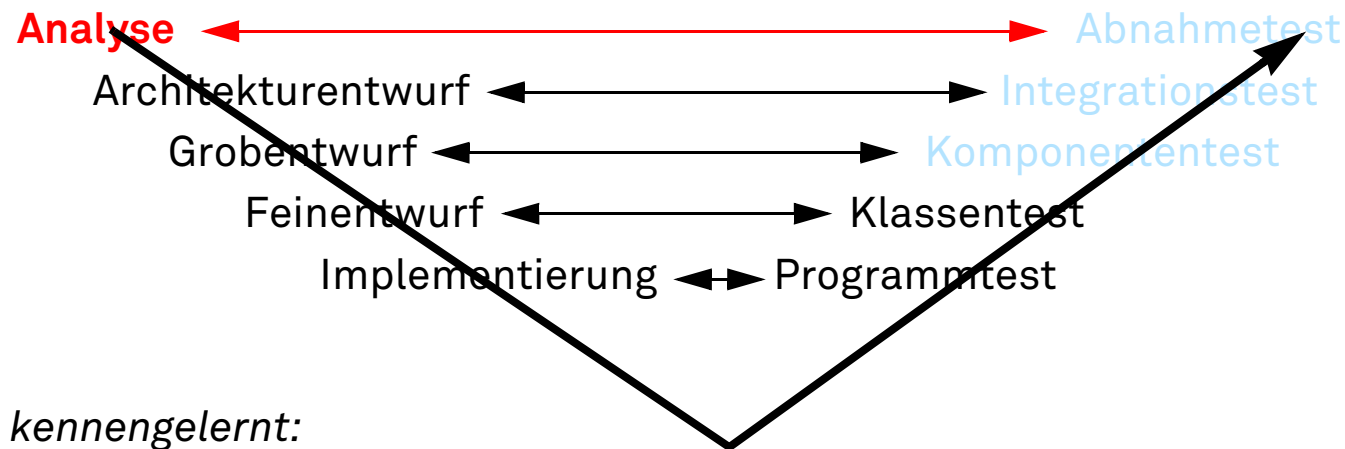 Analyse Abnahmetest
Architekturentwurf Integrationstest
Grobentwurf Komponententest
Feinentwurf Klassentest
Implementierung Programmtest
kennengelernt: